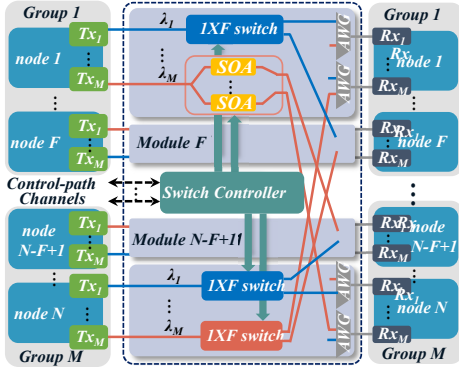 Group 1
Tx1
node 1
TxM
Tx1
node F
TxM
Control-path
Channels
Tx1
node
N-F+1
TxM
Tx1
node N
TxM
Group M
λ1
1XF switch
λM
SOA
SOA
Module F
Switch Controller
Module N-F+1
λ1
1XF switch
λM
1XF switch
AWG
AWG
AWG
AWG
Group 1
Rx1
node 1
RxM
Rx1
node F
RxM
Rx1
node
N-F+1
RxM
Rx1
node N
RxM
Group M